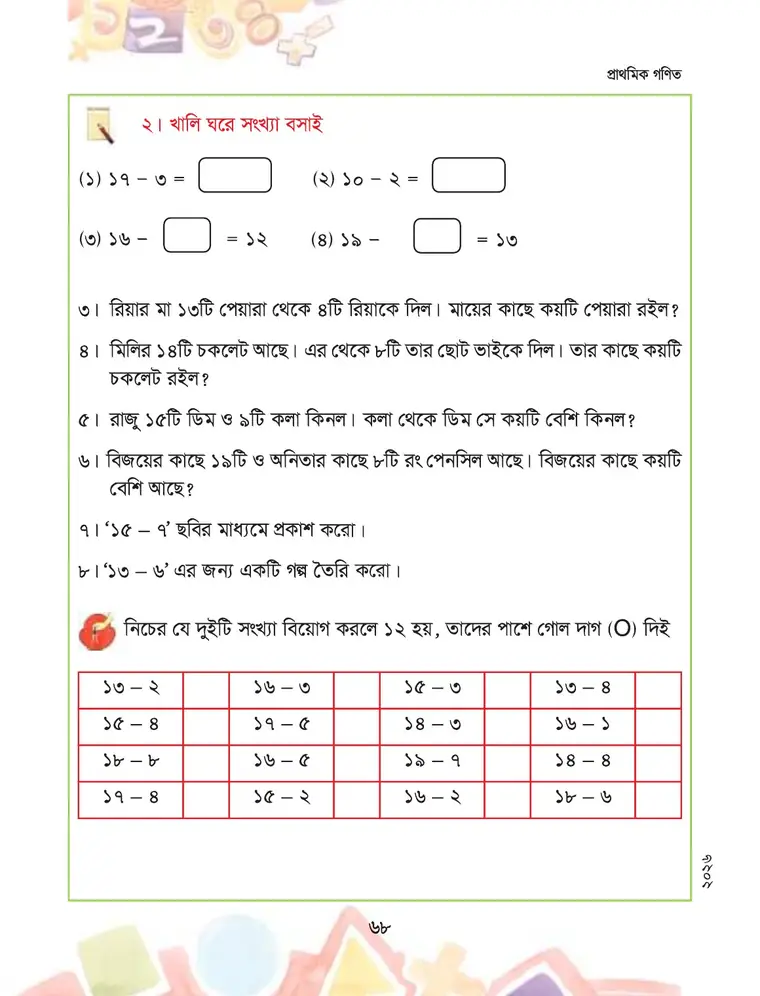 ১২৩৪
প্রাথমিক গণিত
২। খালি ঘরে সংখ্যা বসাই
(১) ১৭ – ৩ = (২) ১০ – ২ =
(৩) ১৬ – = ১২ (৪) ১৯ – = ১৩
৩। রিয়ার মা ১৩টি পেয়ারা থেকে ৪টি রিয়াকে দিল। মায়ের কাছে কয়টি পেয়ারা রইল?
৪। মিলির ১৪টি চকলেট আছে। এর থেকে ৮টি তার ছোট ভাইকে দিল। তার কাছে কয়টি
চকলেট রইল?
৫। রাজু ১৫টি ডিম ও ৯টি কলা কিনল। কলা থেকে ডিম সে কয়টি বেশি কিনল?
৬। বিজয়ের কাছে ১৯টি ও অনিতার কাছে ৮টি রং পেনসিল আছে। বিজয়ের কাছে কয়টি
বেশি আছে?
৭। ‘১৫ – ৭’ ছবির মাধ্যমে প্রকাশ করো।
৮। ‘১৩ – ৬’ এর জন্য একটি গল্প তৈরি করো।
নিচের যে দুইটি সংখ্যা বিয়োগ করলে ১২ হয়, তাদের পাশে গোল দাগ (O) দিই
১৩ – ২ ১৬ – ৩ ১৫ – ৩ ১৩ – ৪
১৫ – ৪ ১৭ – ৫ ১৪ – ৩ ১৬ – ১
১৮ – ৮ ১৬ – ৫ ১৯ – ৭ ১৪ – ৪
১৭ – ৪ ১৫ – ২ ১৬ – ২ ১৮ – ৬
২০২৬
৬৮